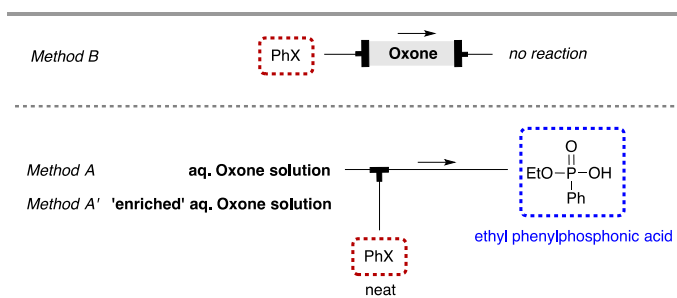 Method B
PhX
Oxone
no reaction
Method A
aq. Oxone solution
Method A' 'enriched' aq. Oxone solution
PhX
neat
O
EtO–P–OH
Ph
ethyl phenylphosphonic acid